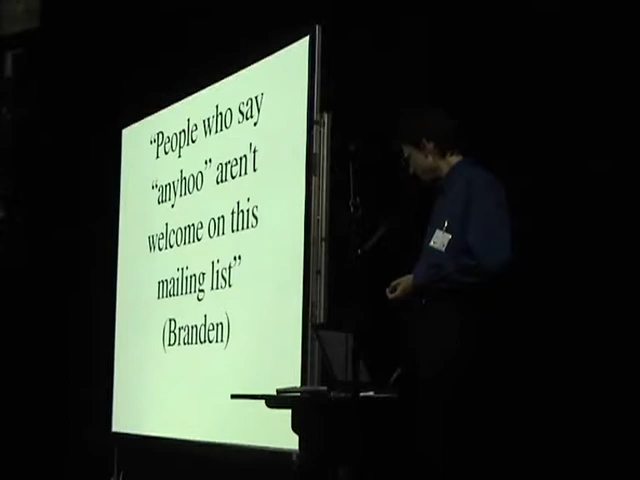 “People who say
“anyhoo” aren't
welcome on this
mailing list”
(Branden)